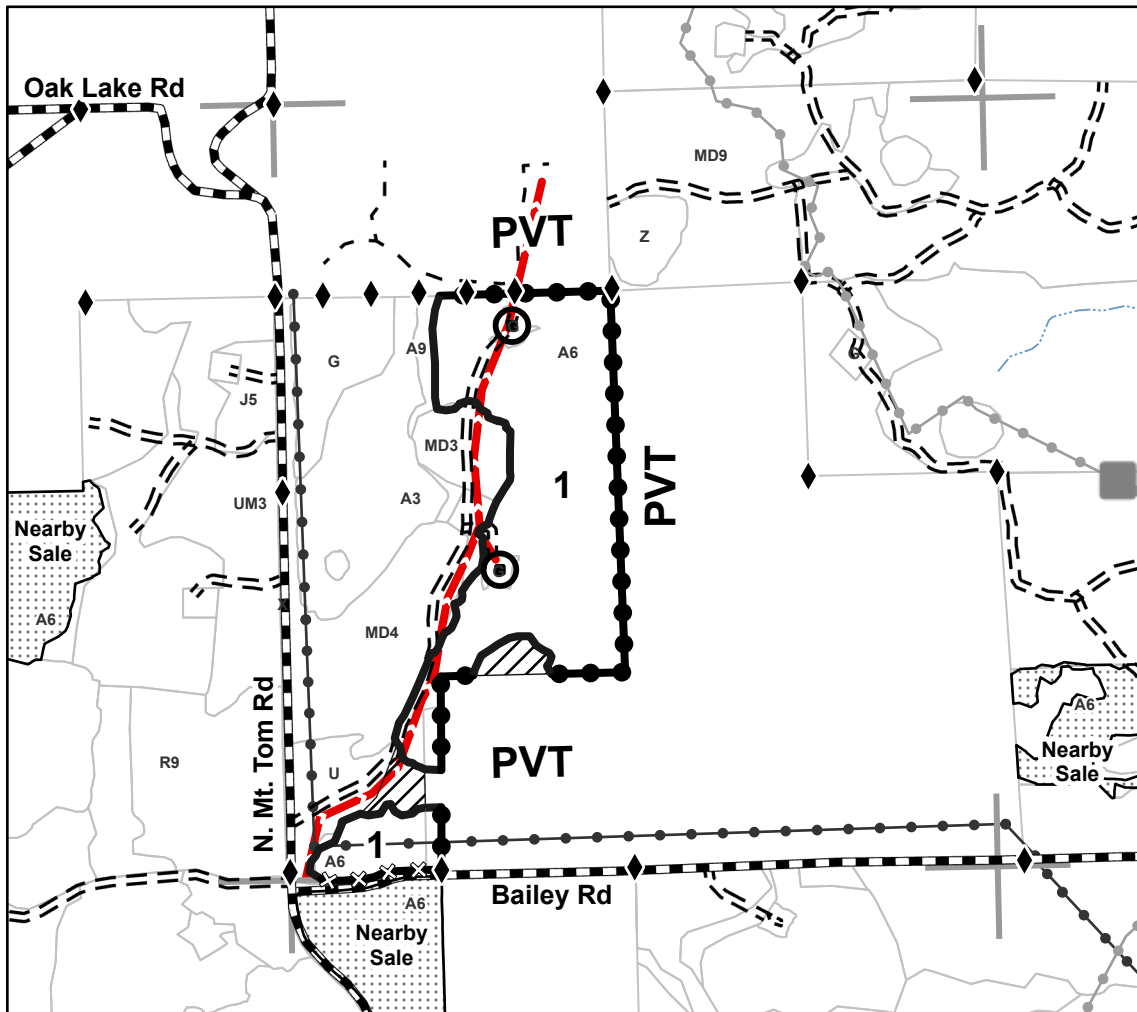 Oak Lake Rd
MD9
Z
PVT
G
A9
A6
G
J5
MD3
1
PVT
UM3
A3
Nearby
Sale
A6
MD4
N. Mt. Tom Rd
R9
PVT
U
A6
Nearby
Sale
1
A6
Bailey Rd
A6
Nearby
Sale